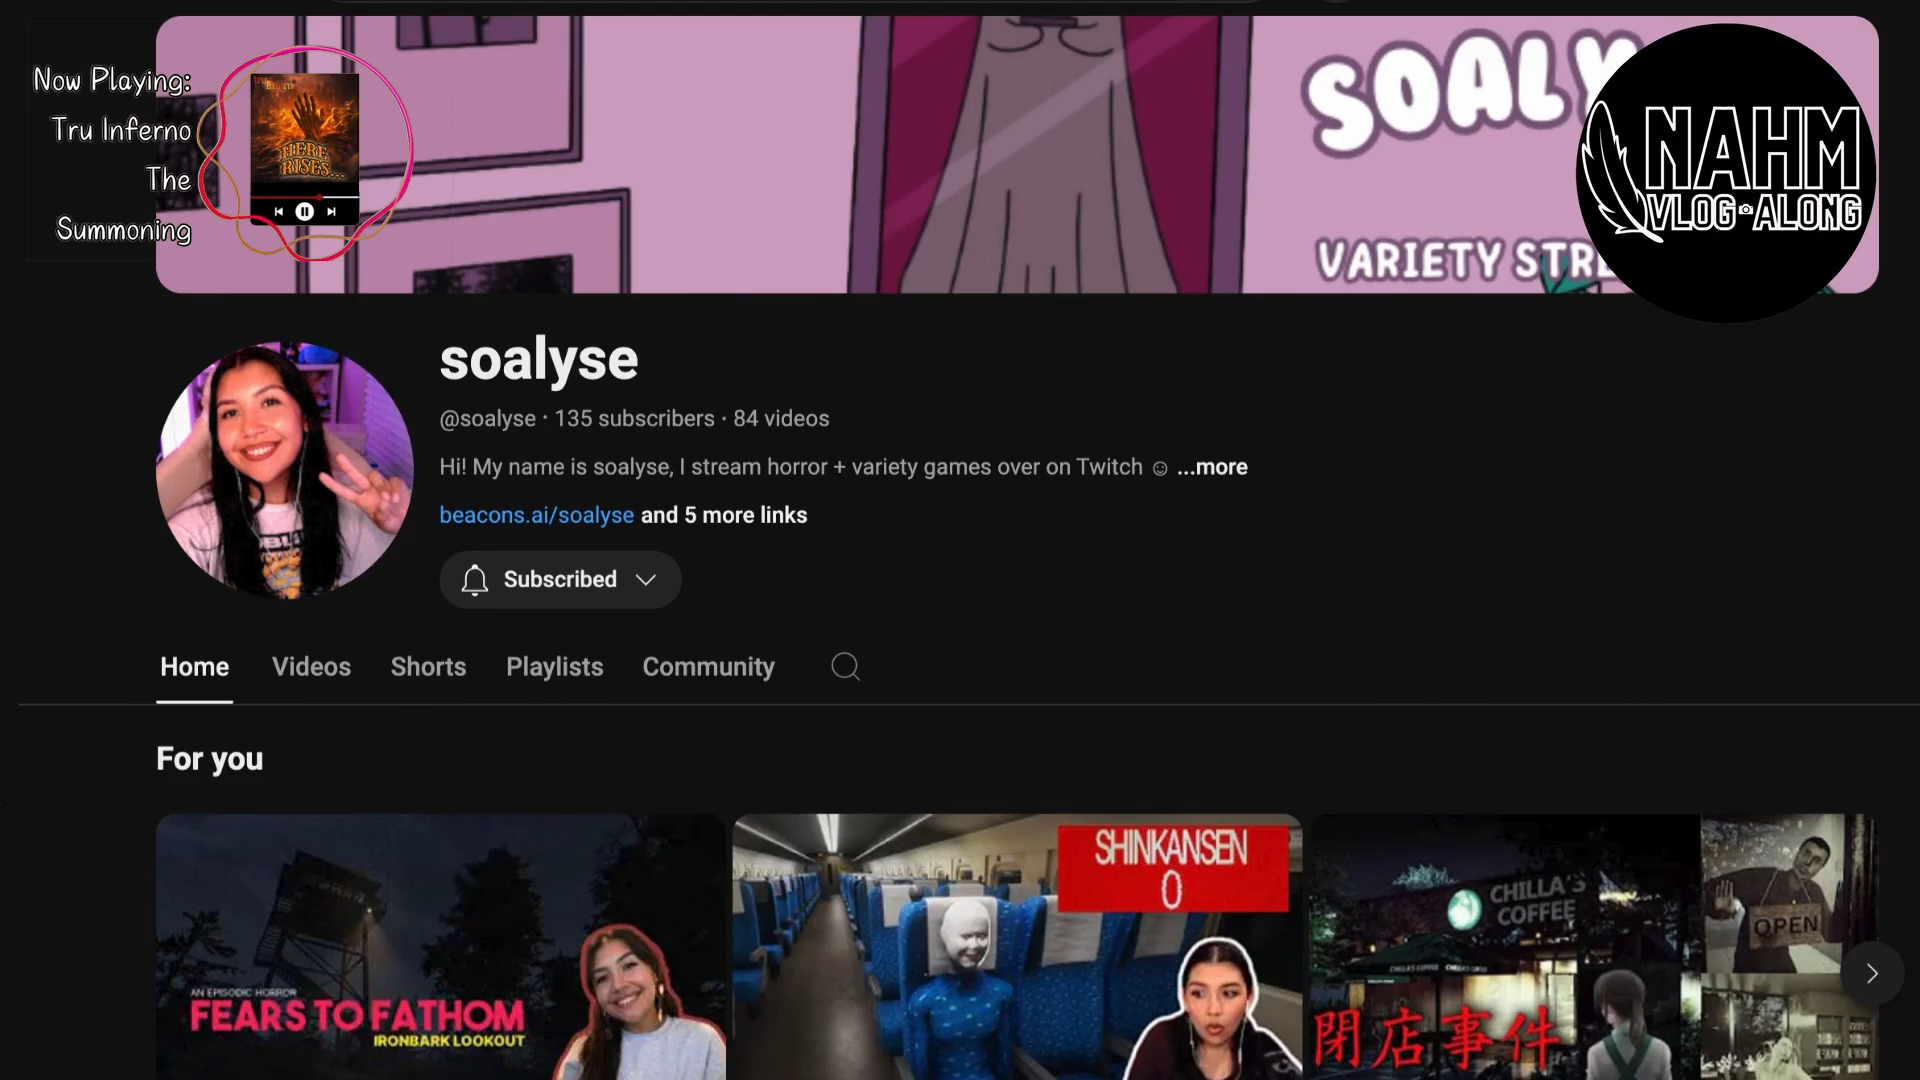 Now Playing:
Tru Inferno
The
Summoning
HERE
RISES...
SOALY
VARIETY STRE
NAHM
VLOG ALONG
soalyse
@soalyse · 135 subscribers · 84 videos
Hi! My name is soalyse, I stream horror + variety games over on Twitch ☺ ...more
beacons.ai/soalyse and 5 more links
Subscribed
Home Videos Shorts Playlists Community
For you
AN EPISODIC HORROR
FEARS TO FATHOM
IRONBARK LOOKOUT
SHINKANSEN
0
CHILLA'S
COFFEE
OPEN
閉店事件